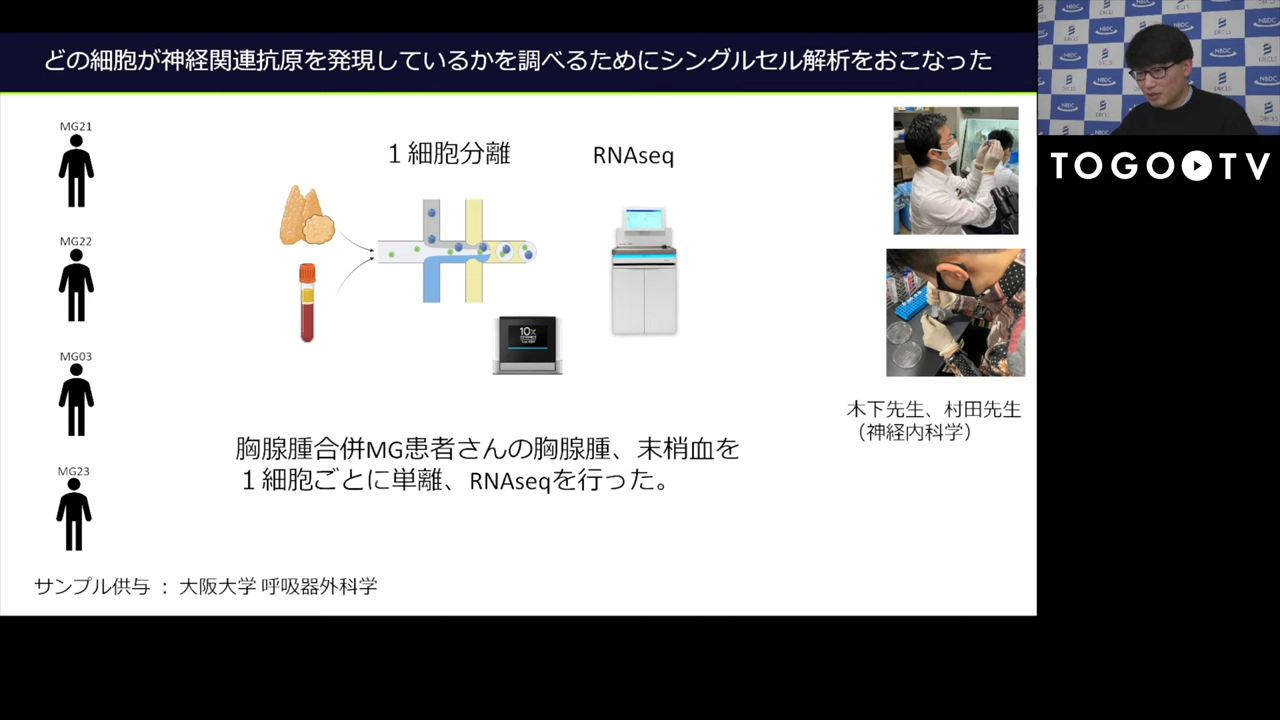 どの細胞が神経関連抗原を発現しているかを調べるためにシングルセル解析をおこなった
MG21
MG22
MG03
MG23
１細胞分離
RNAseq
10x
胸腺腫合併MG患者さんの胸腺腫、末梢血を
１細胞ごとに単離、RNAseqを行った。
木下先生、村田先生
（神経内科学）
サンプル供与 ： 大阪大学 呼吸器外科学
NBDC
DBCLS
TOGO TV